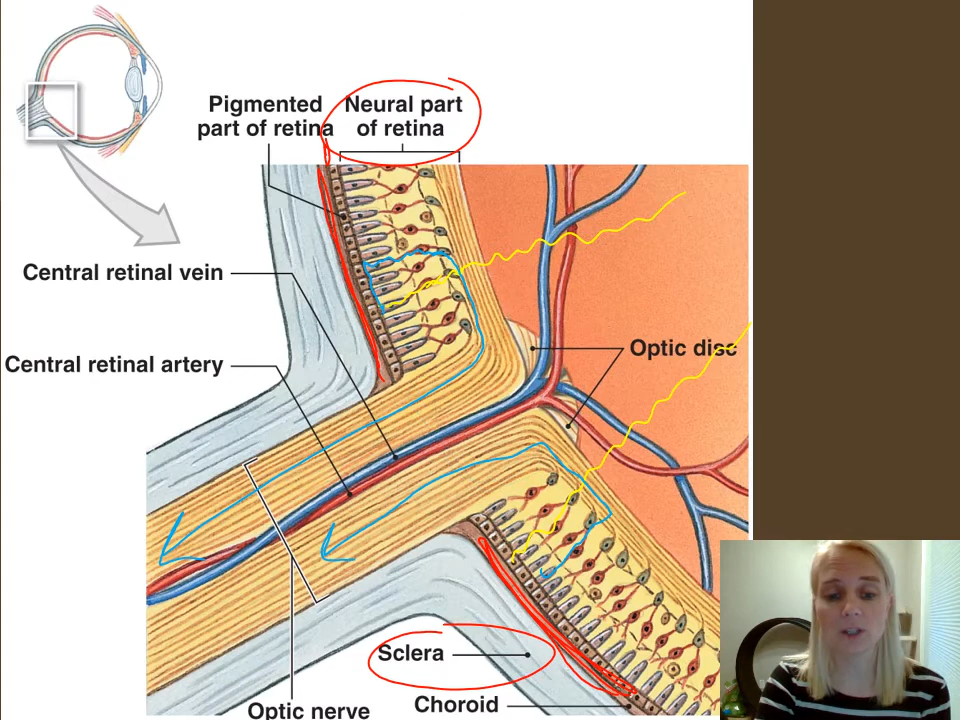 Pigmented
part of retina
Neural part
of retina
Central retinal vein
Central retinal artery
Optic disc
Sclera
Choroid
Optic nerve